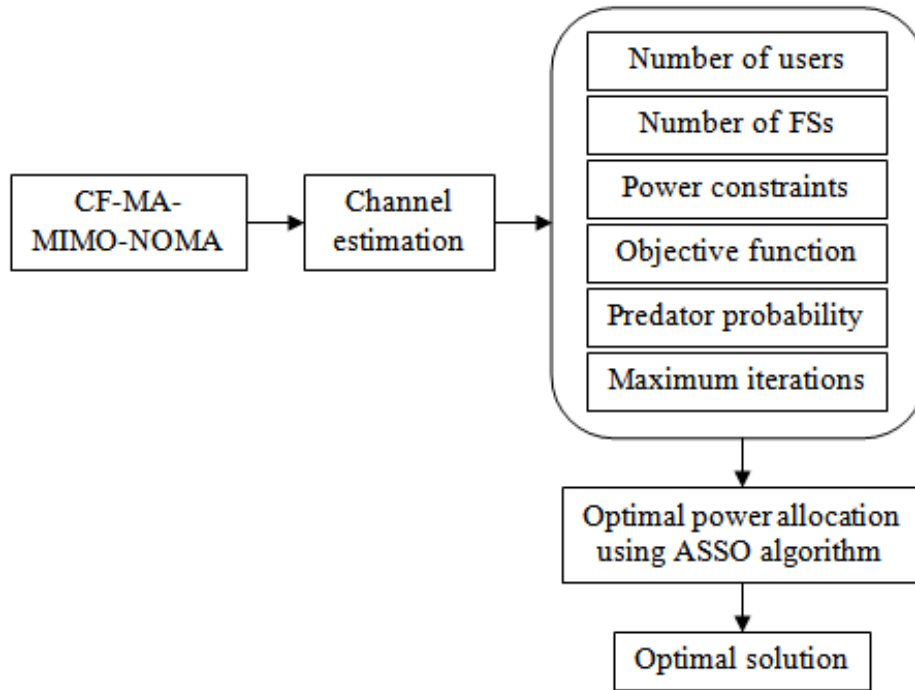 CF-MA-
MIMO-NOMA
Channel
estimation
Number of users
Number of FSs
Power constraints
Objective function
Predator probability
Maximum iterations
Optimal power allocation
using ASSO algorithm
Optimal solution